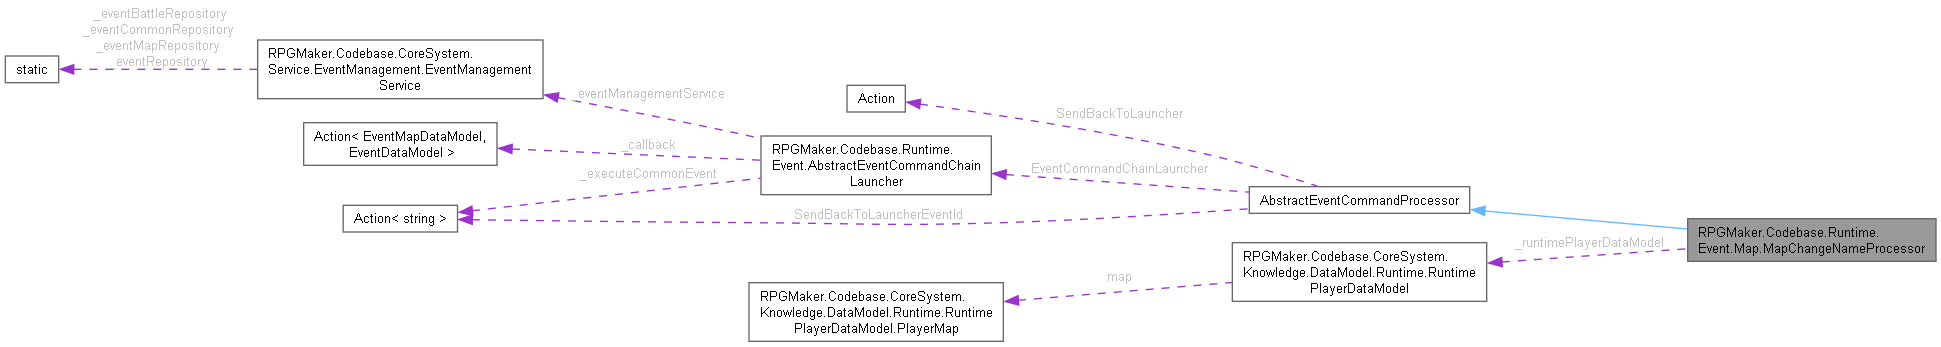 _eventBattleRepository
_eventCommonRepository
_eventMapRepository
_eventRepository
static
RPGMaker.Codebase.CoreSystem.
Service.EventManagement.EventManagement
Service
_eventManagementService
Action< EventMapDataModel,
EventDataModel >
_callback
_executeCommonEvent
Action< string >
SendBackToLauncherEventId
Action
SendBackToLauncher
RPGMaker.Codebase.Runtime.
Event.AbstractEventCommandChain
Launcher
EventCommandChainLauncher
AbstractEventCommandProcessor
RPGMaker.Codebase.Runtime.
Event.Map.MapChangeNameProcessor
_runtimePlayerDataModel
RPGMaker.Codebase.CoreSystem.
Knowledge.DataModel.Runtime.Runtime
PlayerDataModel
map
RPGMaker.Codebase.CoreSystem.
Knowledge.DataModel.Runtime.Runtime
PlayerDataModel.PlayerMap